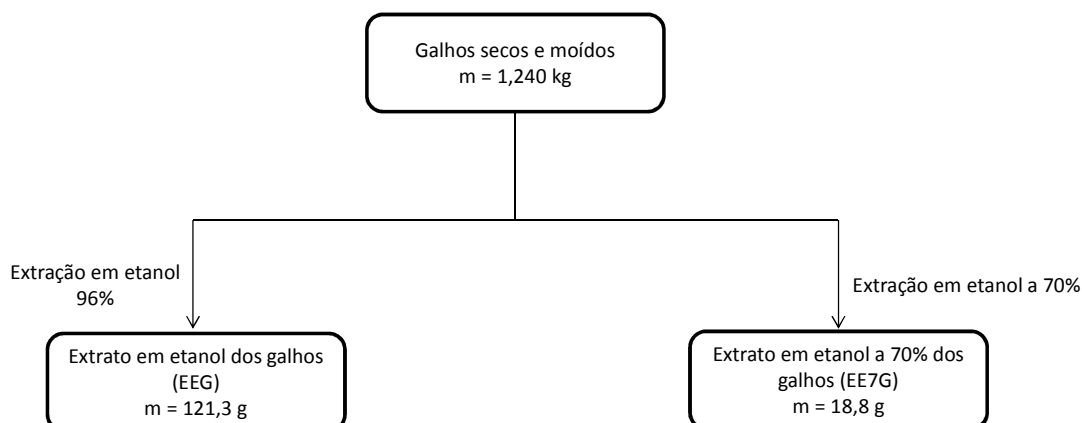 Galhos secos e moídos
m = 1,240 kg
Extração em etanol
96%
Extração em etanol a 70%
Extrato em etanol dos galhos
(EEG)
m = 121,3 g
Extrato em etanol a 70% dos
galhos (EE7G)
m = 18,8 g